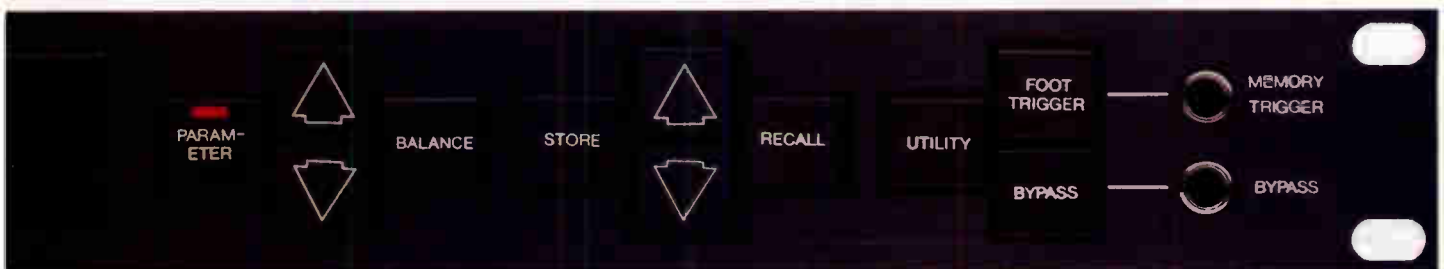 PARAM-
ETER
BALANCE
STORE
RECALL
UTILITY
FOOT
TRIGGER
BYPASS
MEMORY
TRIGGER
BYPASS